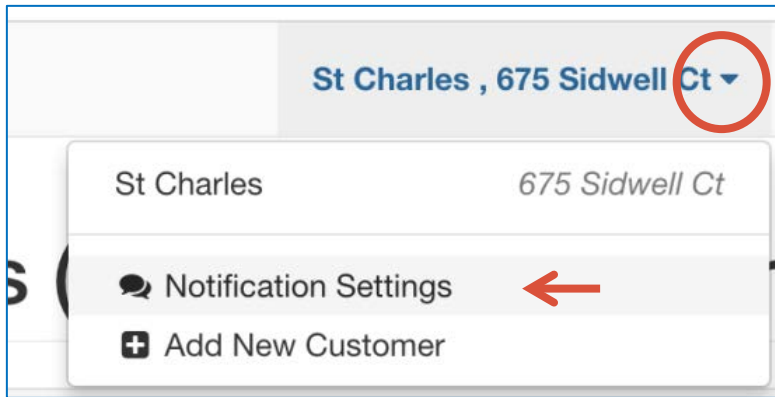 St Charles , 675 Sidwell Ct
St Charles 675 Sidwell Ct
Notification Settings
Add New Customer